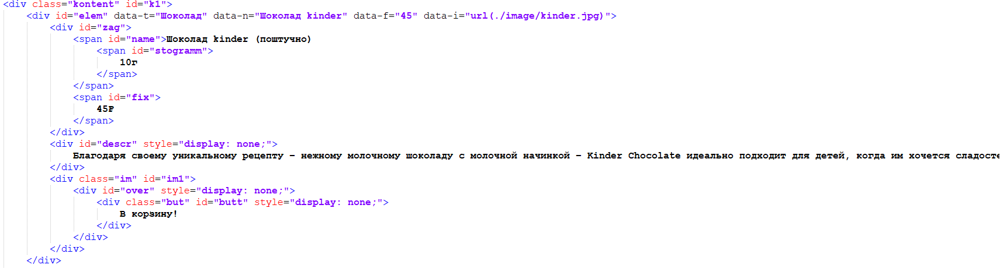 <div class="kontent" id="k1">
<div id="elem" data-t="Шоколад" data-n="Шоколад kinder" data-f="45" data-i="url(./image/kinder.jpg)">
<div id="zag">
<span id="name">Шоколад kinder (поштучно)
<span id="stogramm">
10г
</span>
</span>
<span id="fix">
45₽
</span>
</div>
<div id="descr" style="display: none;">
Благодаря своему уникальному рецепту – нежному молочному шоколаду с молочной начинкой – Kinder Chocolate идеально подходит для детей, когда им хочется сладосте
</div>
<div class="im" id="im1">
<div id="over" style="display: none;">
<div class="but" id="butt" style="display: none;">
В корзину!
</div>
</div>
</div>
</div>